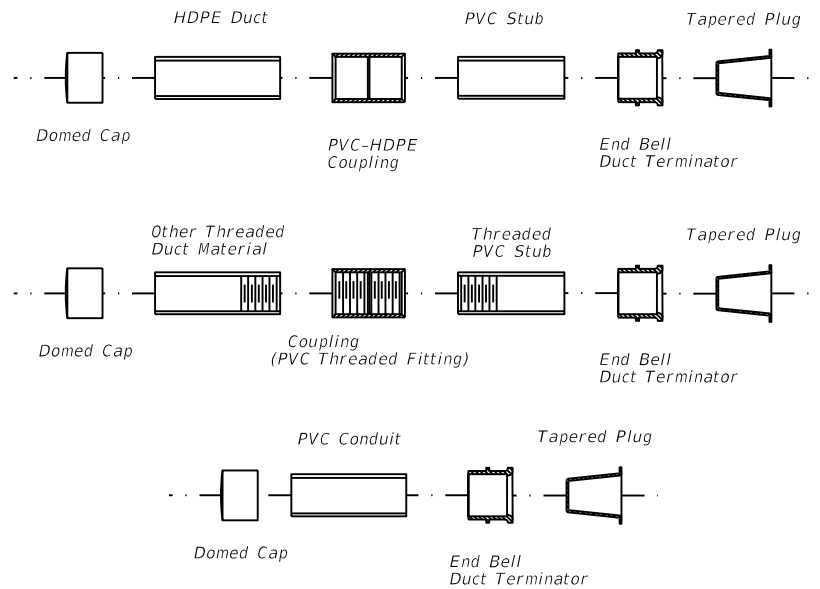 HDPE Duct
PVC Stub
Tapered Plug
Domed Cap
PVC-HDPE
Coupling
End Bell
Duct Terminator
Other Threaded
Duct Material
Threaded
PVC Stub
Tapered Plug
Domed Cap
Coupling
(PVC Threaded Fitting)
End Bell
Duct Terminator
PVC Conduit
Tapered Plug
Domed Cap
End Bell
Duct Terminator